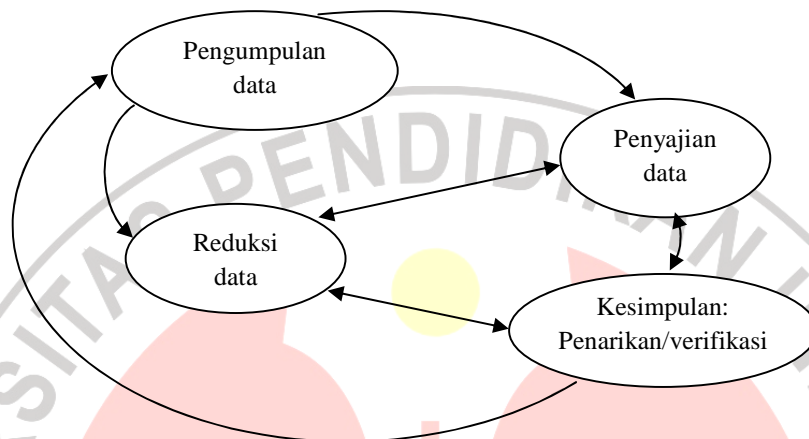 Pengumpulan
data
Penyajian
data
Reduksi
data
Kesimpulan:
Penarikan/verifikasi